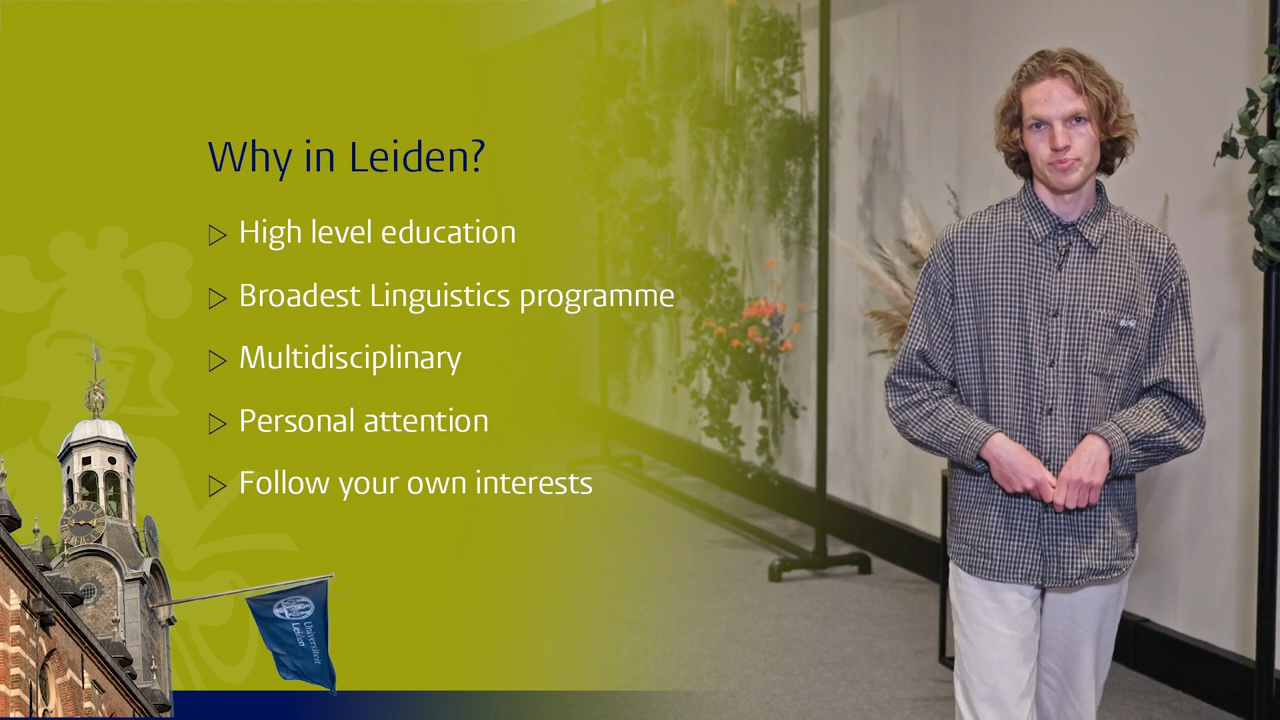 Why in Leiden?
High level education
Broadest Linguistics programme
Multidisciplinary
Personal attention
Follow your own interests
Universiteit
Leiden